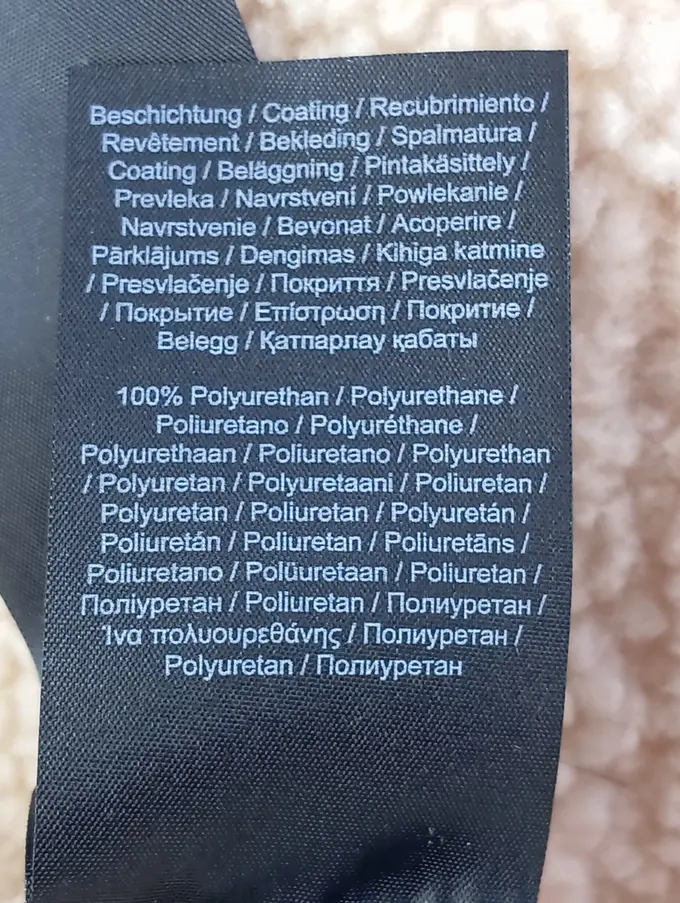 Beschichtung / Coating / Recubrimiento /
Revêtement / Bekleding / Spalmatura /
Coating / Beläggning / Pintakäsittely /
Prevleka / Navrstvení / Powlekanie /
Navrstvenie / Bevonat / Acoperire /
Pārklājums / Dengimas / Kihiga katmine
/ Presvlačenje / Покриття / Presvlačenje
/ Покрытие / Επίστρωση / Покритие /
Belegg / Қатпарлау қабаты
100% Polyurethan / Polyurethane /
Poliuretano / Polyuréthane /
Polyurethaan / Poliuretano / Polyurethan
/ Polyuretan / Polyuretaani / Poliuretan /
Polyuretan / Poliuretan / Polyuretán /
Poliuretán / Poliuretan / Poliuretāns /
Poliuretano / Polüuretaan / Poliuretan /
Поліуретан / Poliuretan / Полиуретан /
Ίνα πολυουρεθάνης / Полиуретан /
Polyuretan / Полиуретан